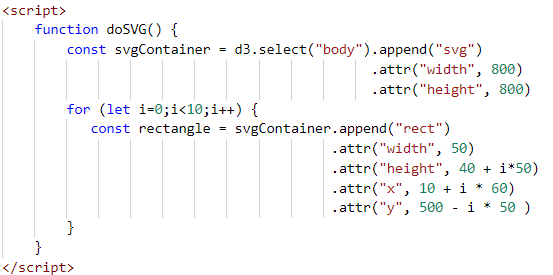 <script>
function doSVG() {
const svgContainer = d3.select("body").append("svg")
.attr("width", 800)
.attr("height", 800)
for (let i=0;i<10;i++) {
const rectangle = svgContainer.append("rect")
.attr("width", 50)
.attr("height", 40 + i*50)
.attr("x", 10 + i * 60)
.attr("y", 500 - i * 50 )
}
}
</script>